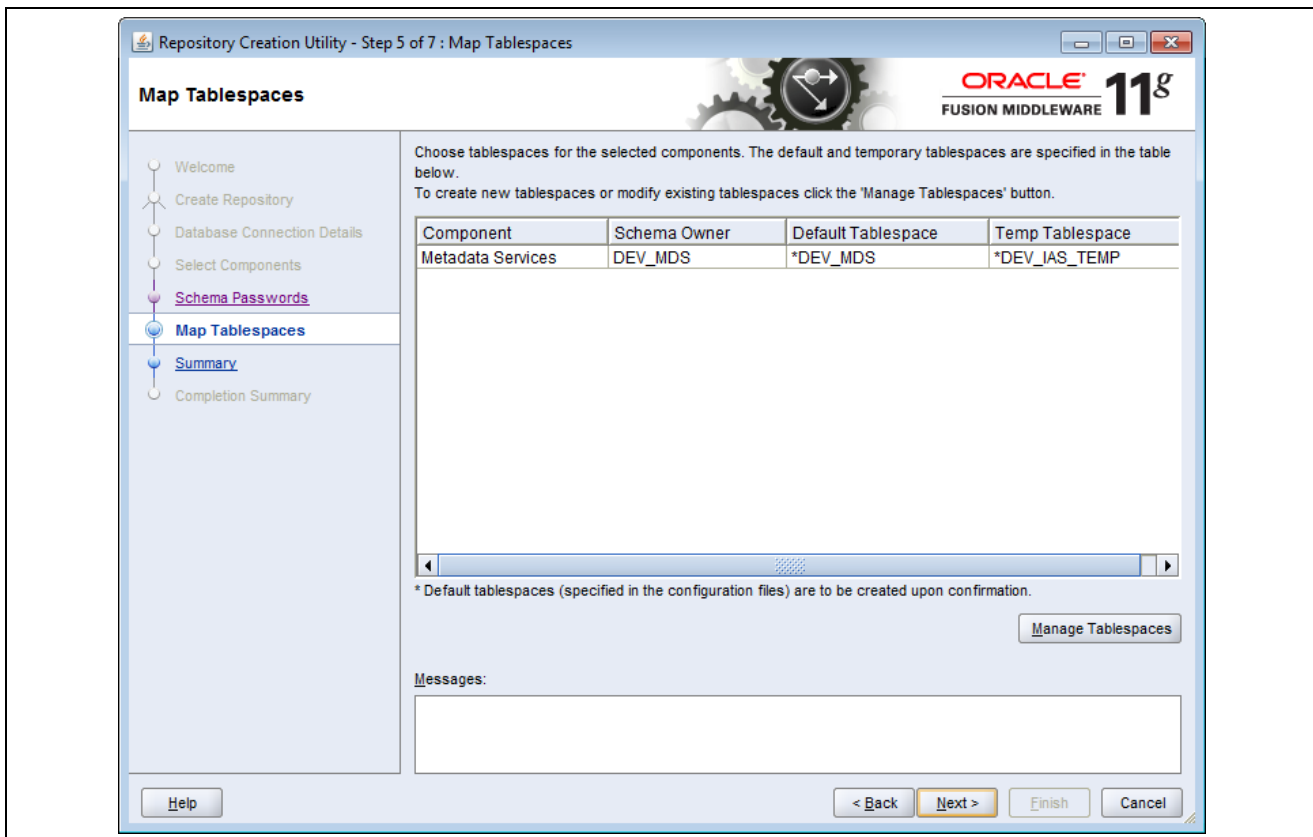 Repository Creation Utility - Step 5 of 7 : Map Tablespaces
Map Tablespaces
ORACLE®
FUSION MIDDLEWARE
11g
Welcome
Create Repository
Database Connection Details
Select Components
Schema Passwords
Map Tablespaces
Summary
Completion Summary
Choose tablespaces for the selected components. The default and temporary tablespaces are specified in the table
below.
To create new tablespaces or modify existing tablespaces click the 'Manage Tablespaces' button.
Component Schema Owner Default Tablespace Temp Tablespace
Metadata Services DEV_MDS *DEV_MDS *DEV_IAS_TEMP
* Default tablespaces (specified in the configuration files) are to be created upon confirmation.
Manage Tablespaces
Messages:
Help < Back Next > Finish Cancel